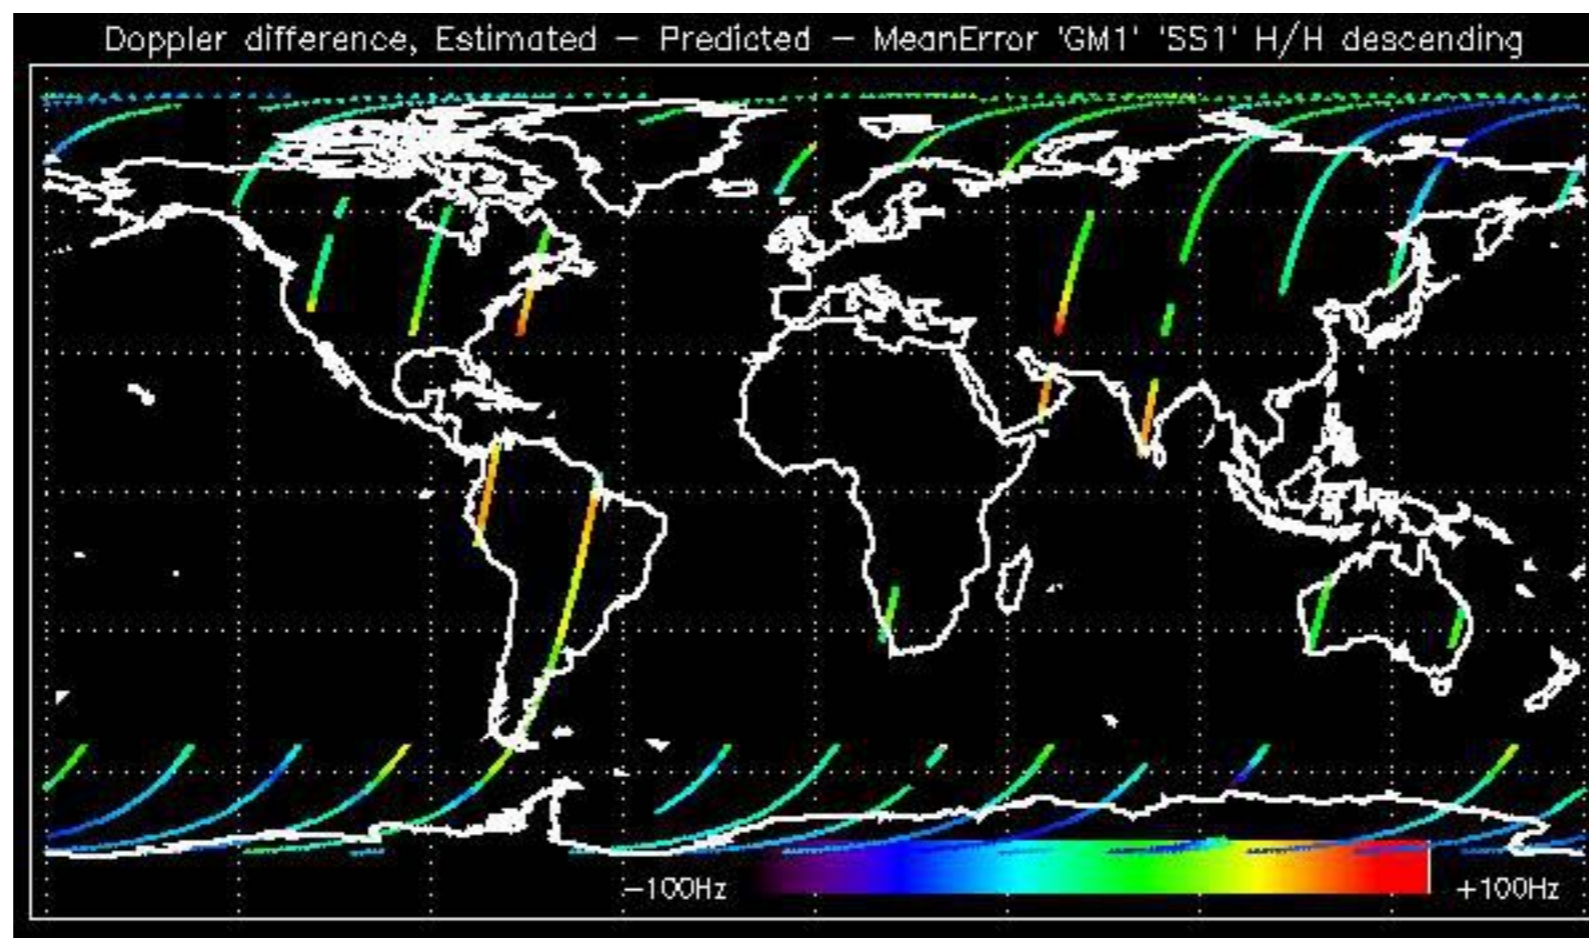 Doppler difference, Estimated – Predicted – MeanError 'GM1' 'SS1' H/H descending
–100Hz
+100Hz